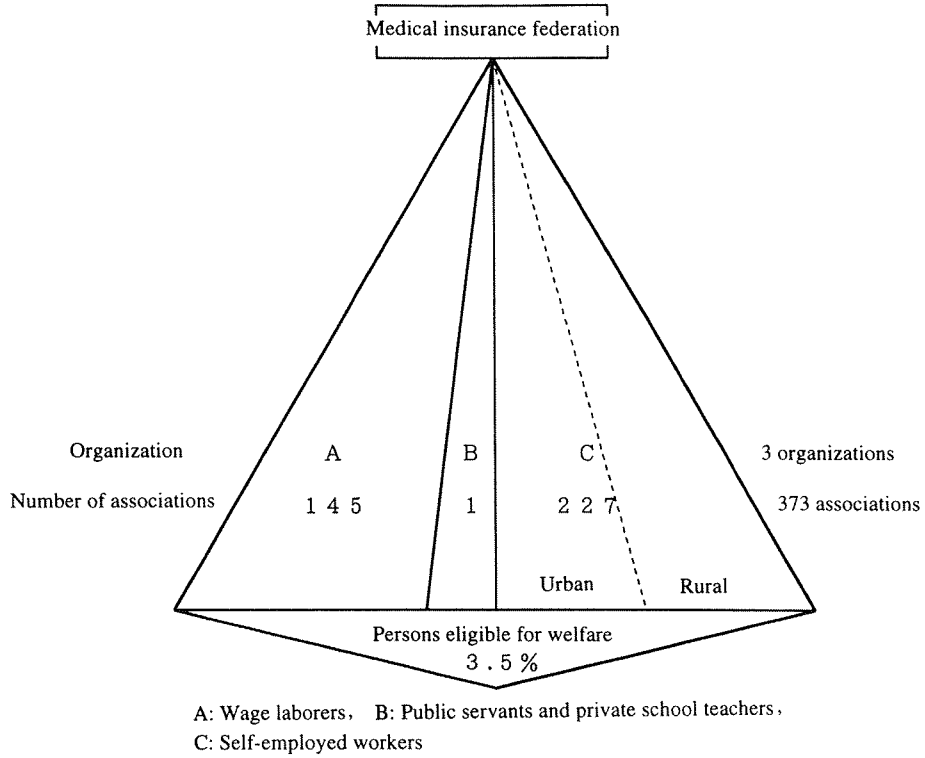 Medical insurance federation
Organization A B C 3 organizations
Number of associations 1 4 5 1 2 2 7 373 associations
Urban Rural
Persons eligible for welfare
3.5%
A: Wage laborers, B: Public servants and private school teachers,
C: Self-employed workers